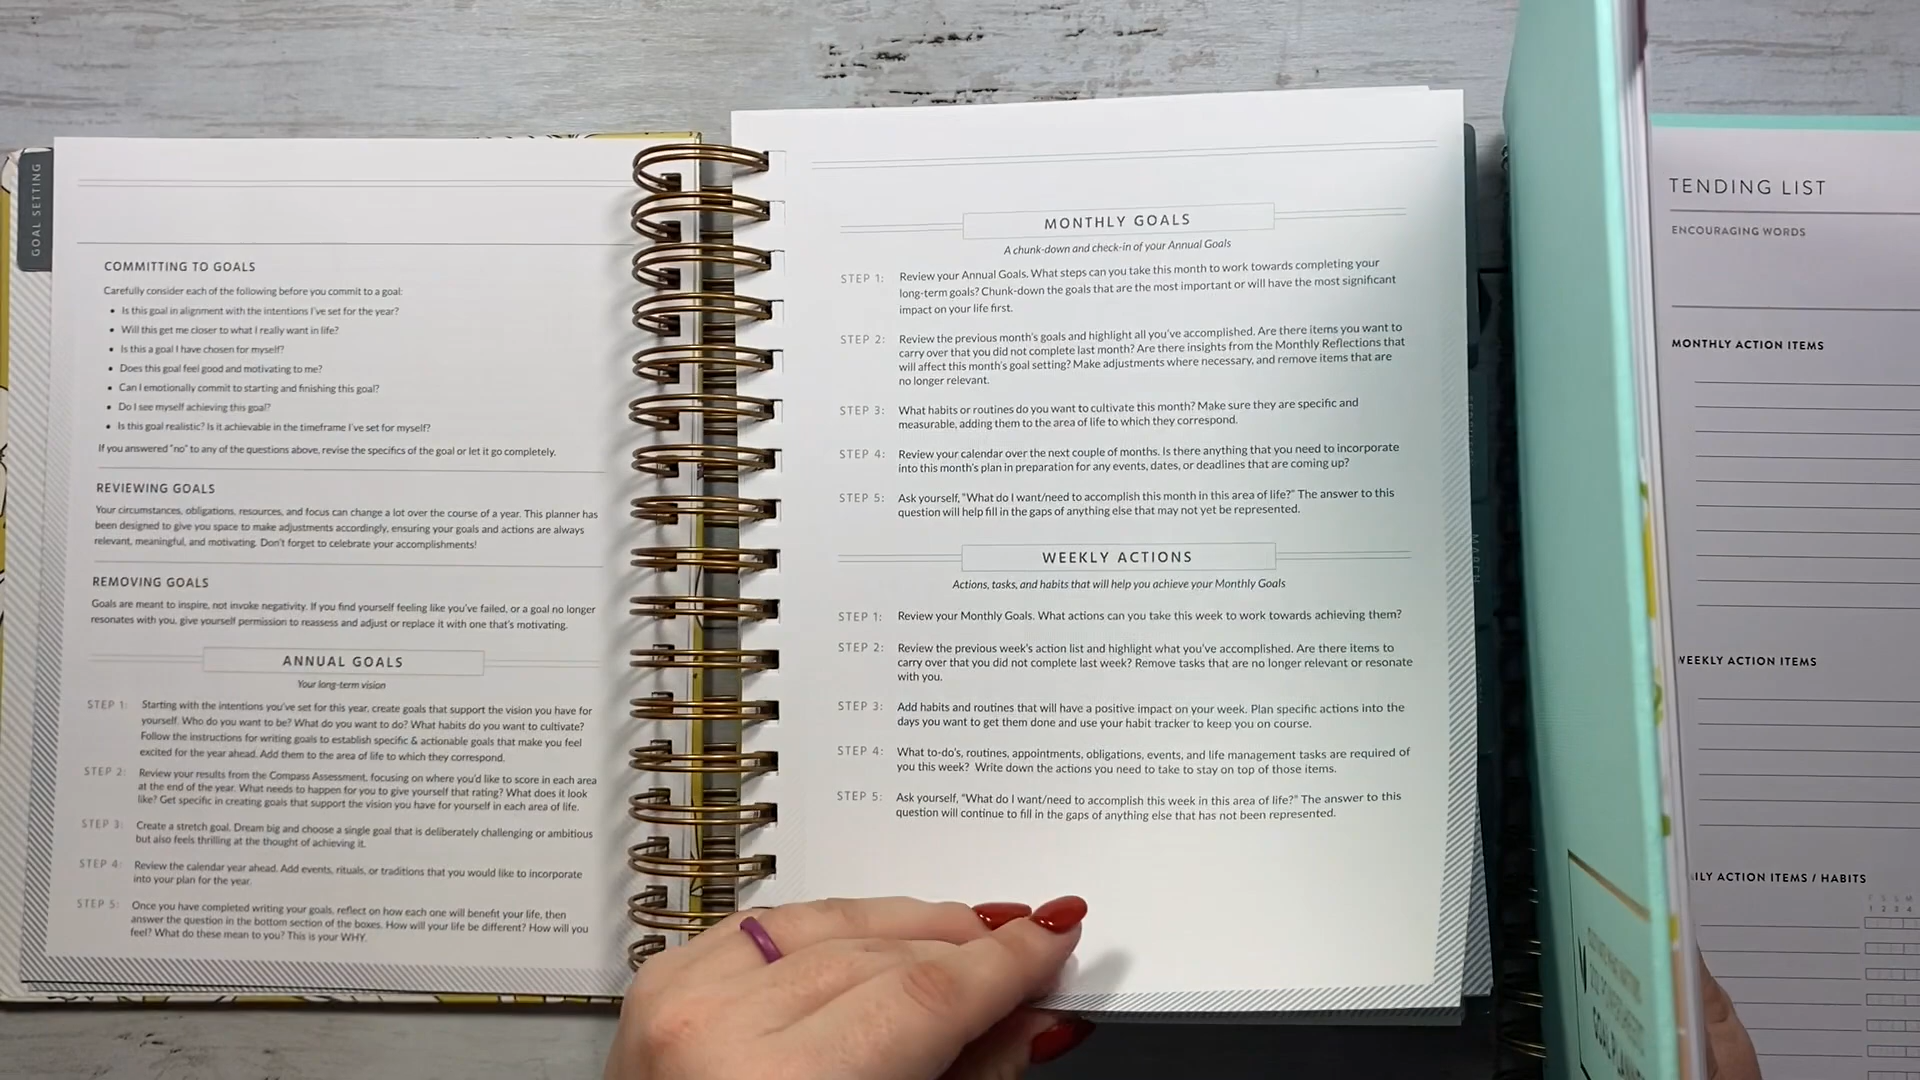 GOAL SETTING
COMMITTING TO GOALS
Carefully consider each of the following before you commit to a goal:
• Is this goal in alignment with the intentions I've set for the year?
• Will this get me closer to what I really want in life?
• Is this a goal I have chosen for myself?
• Does this goal feel good and motivating to me?
• Can I emotionally commit to starting and finishing this goal?
• Do I see myself achieving this goal?
• Is this goal realistic? Is it achievable in the timeframe I've set for myself?
If you answered "no" to any of the questions above, revise the specifics of the goal or let it go completely.
REVIEWING GOALS
Your circumstances, obligations, resources, and focus can change a lot over the course of a year. This planner has
been designed to give you space to make adjustments accordingly, ensuring your goals and actions are always
relevant, meaningful, and motivating. Don't forget to celebrate your accomplishments!
REMOVING GOALS
Goals are meant to inspire, not invoke negativity. If you find yourself feeling like you've failed, or a goal no longer
resonates with you, give yourself permission to reassess and adjust or replace it with one that's motivating.
ANNUAL GOALS
Your long-term vision
STEP 1: Starting with the intentions you've set for this year, create goals that support the vision you have for
yourself. Who do you want to be? What do you want to do? What habits do you want to cultivate?
Follow the instructions for writing goals to establish specific & actionable goals that make you feel
excited for the year ahead. Add them to the area of life to which they correspond.
STEP 2: Review your results from the Compass Assessment, focusing on where you'd like to score in each area
at the end of the year. What needs to happen for you to give yourself that rating? What does it look
like? Get specific in creating goals that support the vision you have for yourself in each area of life.
STEP 3: Create a stretch goal. Dream big and choose a single goal that is deliberately challenging or ambitious
but also feels thrilling at the thought of achieving it.
STEP 4: Review the calendar year ahead. Add events, rituals, or traditions that you would like to incorporate
into your plan for the year.
STEP 5: Once you have completed writing your goals, reflect on how each one will benefit your life, then
answer the question in the bottom section of the boxes. How will your life be different? How will you
feel? What do these mean to you? This is your WHY.
MONTHLY GOALS
A chunk-down and check-in of your Annual Goals
STEP 1: Review your Annual Goals. What steps can you take this month to work towards completing your
long-term goals? Chunk-down the goals that are the most important or will have the most significant
impact on your life first.
STEP 2: Review the previous month's goals and highlight all you've accomplished. Are there items you want to
carry over that you did not complete last month? Are there insights from the Monthly Reflections that
will affect this month's goal setting? Make adjustments where necessary, and remove items that are
no longer relevant.
STEP 3: What habits or routines do you want to cultivate this month? Make sure they are specific and
measurable, adding them to the area of life to which they correspond.
STEP 4: Review your calendar over the next couple of months. Is there anything that you need to incorporate
into this month's plan in preparation for any events, dates, or deadlines that are coming up?
STEP 5: Ask yourself, "What do I want/need to accomplish this month in this area of life?" The answer to this
question will help fill in the gaps of anything else that may not yet be represented.
WEEKLY ACTIONS
Actions, tasks, and habits that will help you achieve your Monthly Goals
STEP 1: Review your Monthly Goals. What actions can you take this week to work towards achieving them?
STEP 2: Review the previous week's action list and highlight what you've accomplished. Are there items to
carry over that you did not complete last week? Remove tasks that are no longer relevant or resonate
with you.
STEP 3: Add habits and routines that will have a positive impact on your week. Plan specific actions into the
days you want to get them done and use your habit tracker to keep you on course.
STEP 4: What to-do's, routines, appointments, obligations, events, and life management tasks are required of
you this week? Write down the actions you need to take to stay on top of those items.
STEP 5: Ask yourself, "What do I want/need to accomplish this week in this area of life?" The answer to this
question will continue to fill in the gaps of anything else that has not been represented.
MARCH
TENDING LIST
ENCOURAGING WORDS
MONTHLY ACTION ITEMS
WEEKLY ACTION ITEMS
ILY ACTION ITEMS / HABITS
1 2 3 4